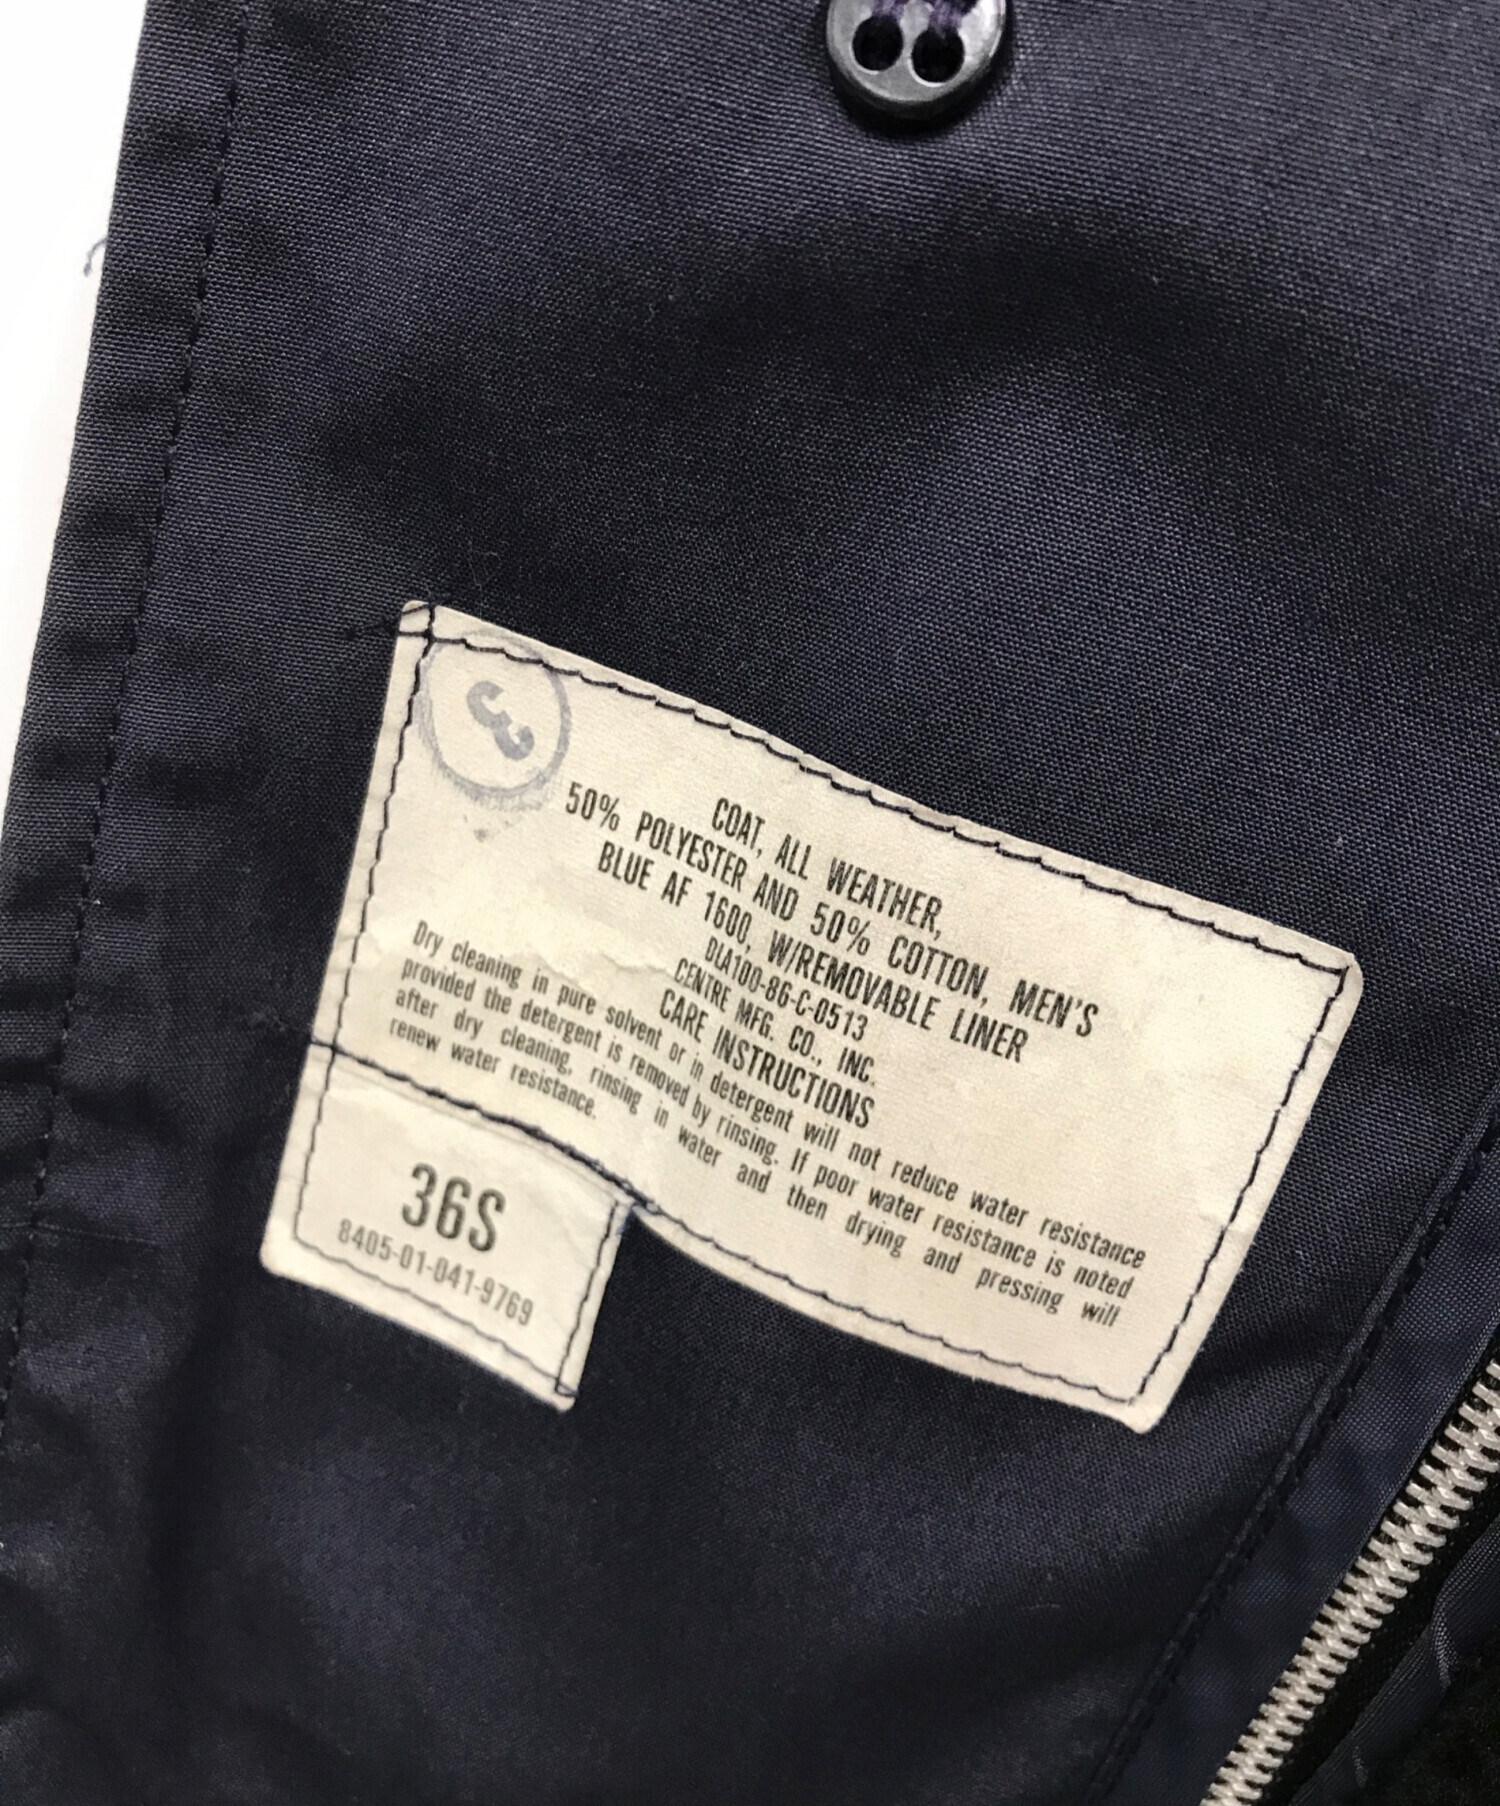 3
COAT, ALL WEATHER,
50% POLYESTER AND 50% COTTON, MEN'S
BLUE AF 1600, W/REMOVABLE LINER
DLA100-86-C-0513
CENTRE MFG. CO., INC.
CARE INSTRUCTIONS
Dry cleaning in pure solvent or in detergent will not reduce water resistance
provided the detergent is removed by rinsing. If poor water resistance is noted
after dry cleaning, rinsing in water and then drying and pressing will
renew water resistance.
36S
8405-01-041-9769